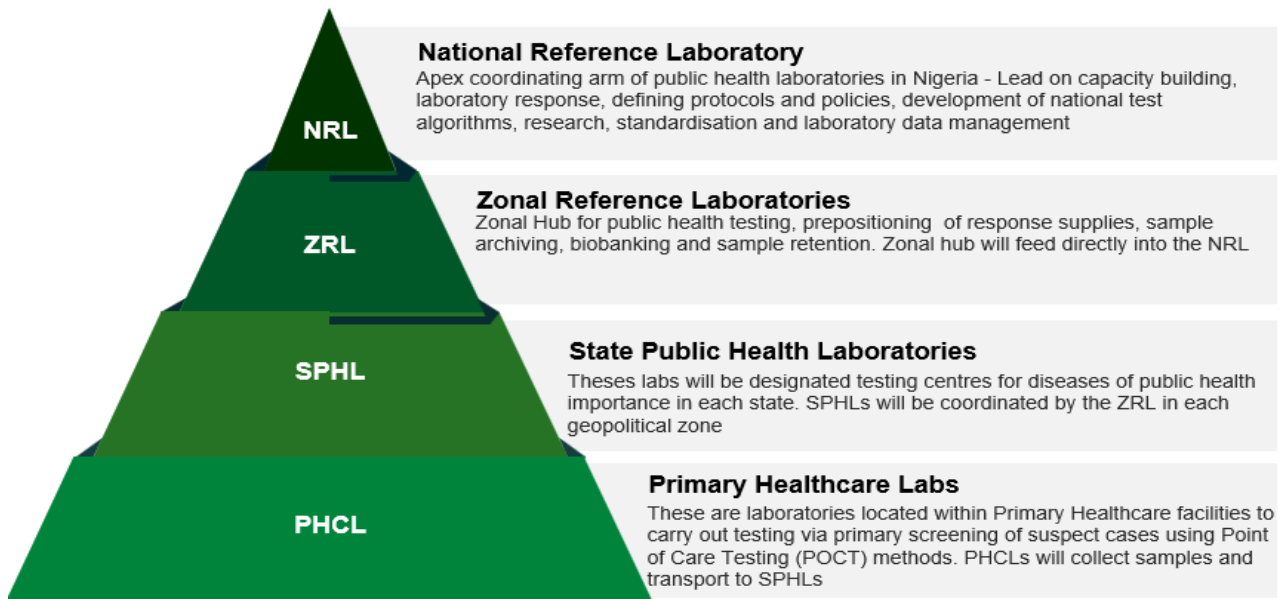 National Reference Laboratory
Apex coordinating arm of public health laboratories in Nigeria - Lead on capacity building,
laboratory response, defining protocols and policies, development of national test
algorithms, research, standardisation and laboratory data management
NRL
Zonal Reference Laboratories
Zonal Hub for public health testing, prepositioning of response supplies, sample
archiving, biobanking and sample retention. Zonal hub will feed directly into the NRL
ZRL
State Public Health Laboratories
Theses labs will be designated testing centres for diseases of public health
importance in each state. SPHLs will be coordinated by the ZRL in each
geopolitical zone
SPHL
Primary Healthcare Labs
These are laboratories located within Primary Healthcare facilities to
carry out testing via primary screening of suspect cases using Point
of Care Testing (POCT) methods. PHCLs will collect samples and
transport to SPHLs
PHCL